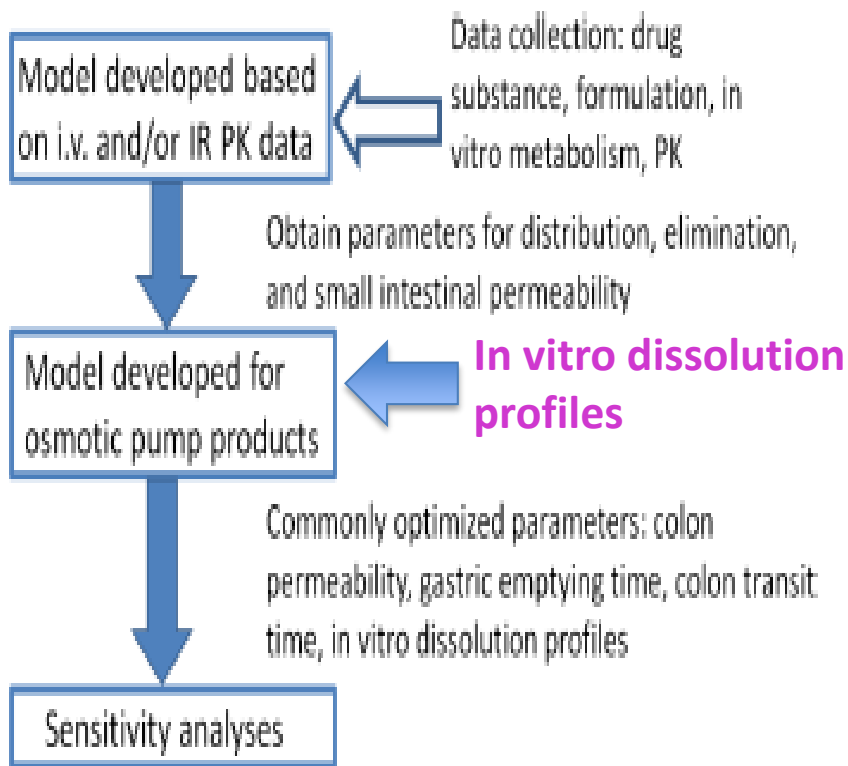 Data collection: drug
substance, formulation, in
vitro metabolism, PK
Model developed based
on i.v. and/or IR PK data
Obtain parameters for distribution, elimination,
and small intestinal permeability
In vitro dissolution
profiles
Model developed for
osmotic pump products
Commonly optimized parameters: colon
permeability, gastric emptying time, colon transit
time, in vitro dissolution profiles
Sensitivity analyses